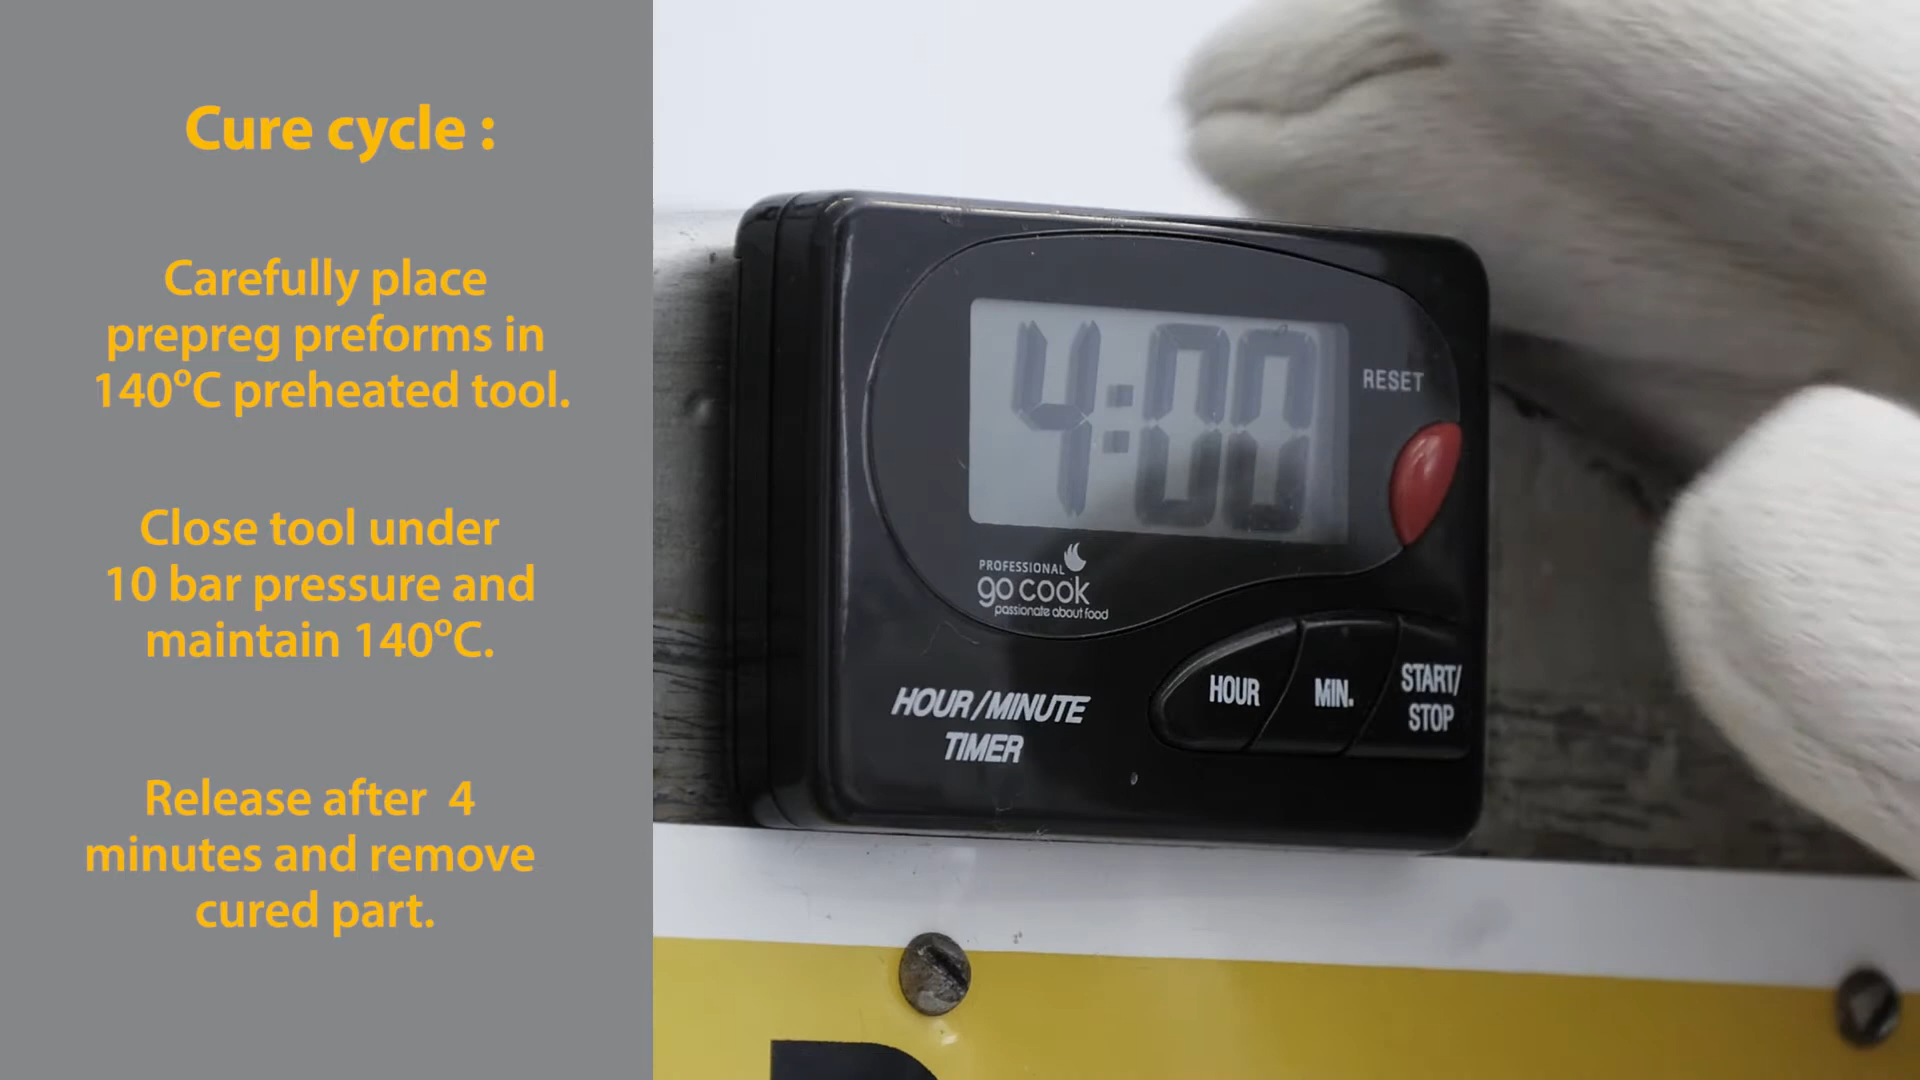 Cure cycle :
Carefully place
prepreg preforms in
140ºC preheated tool.
Close tool under
10 bar pressure and
maintain 140ºC.
Release after 4
minutes and remove
cured part.
4:00
RESET
PROFESSIONAL
go cook
passionate about food
HOUR/MINUTE
TIMER
HOUR
MIN.
START/
STOP